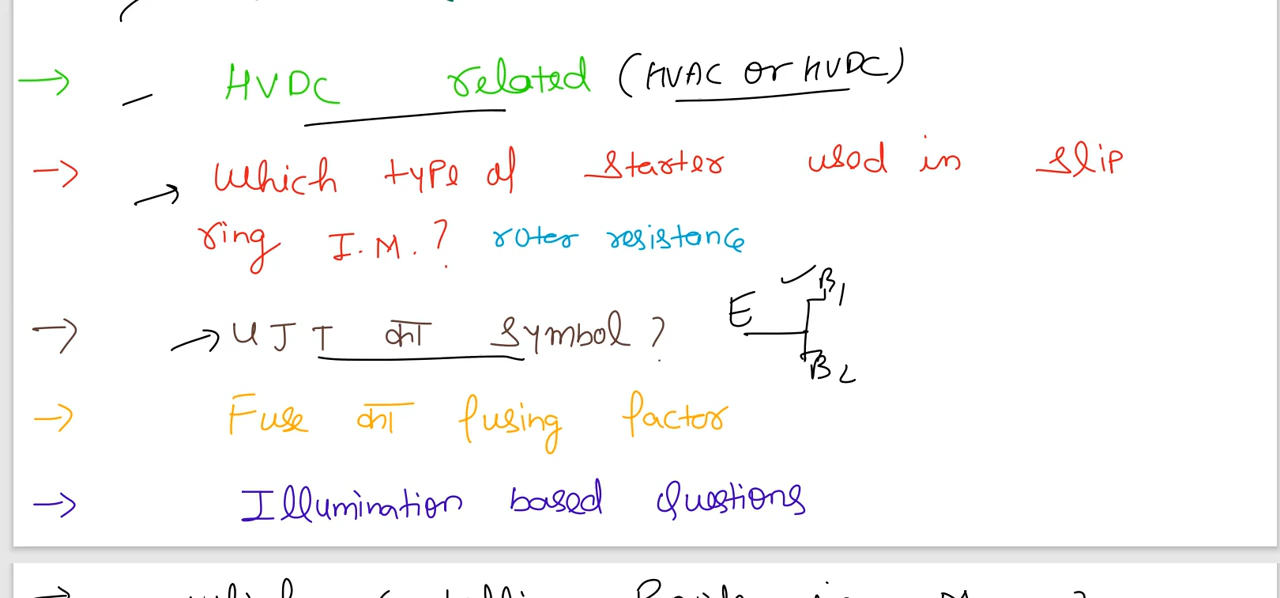 → – HVDC related (HVAC or HVDC)
→ → Which type of starter used in slip
ring I.M.? roter resistance
→ → UJT का symbol? E B1
B2
→ Fuse का fusing factor
→ Illumination based Questions